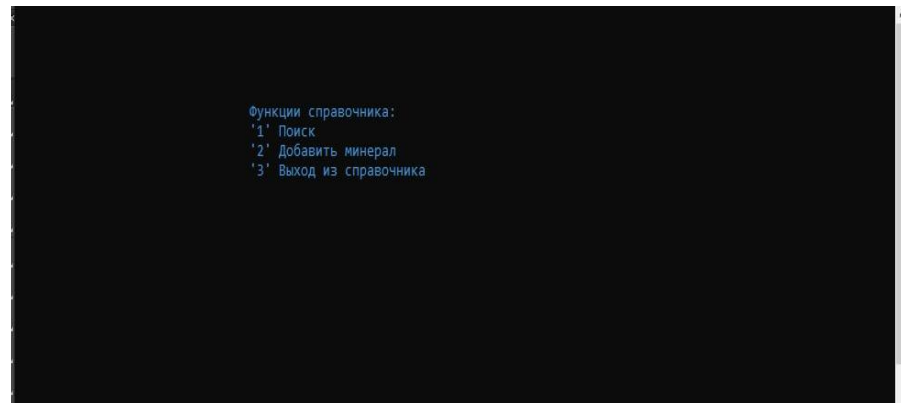 Функции справочника:
'1' Поиск
'2' Добавить минерал
'3' Выход из справочника